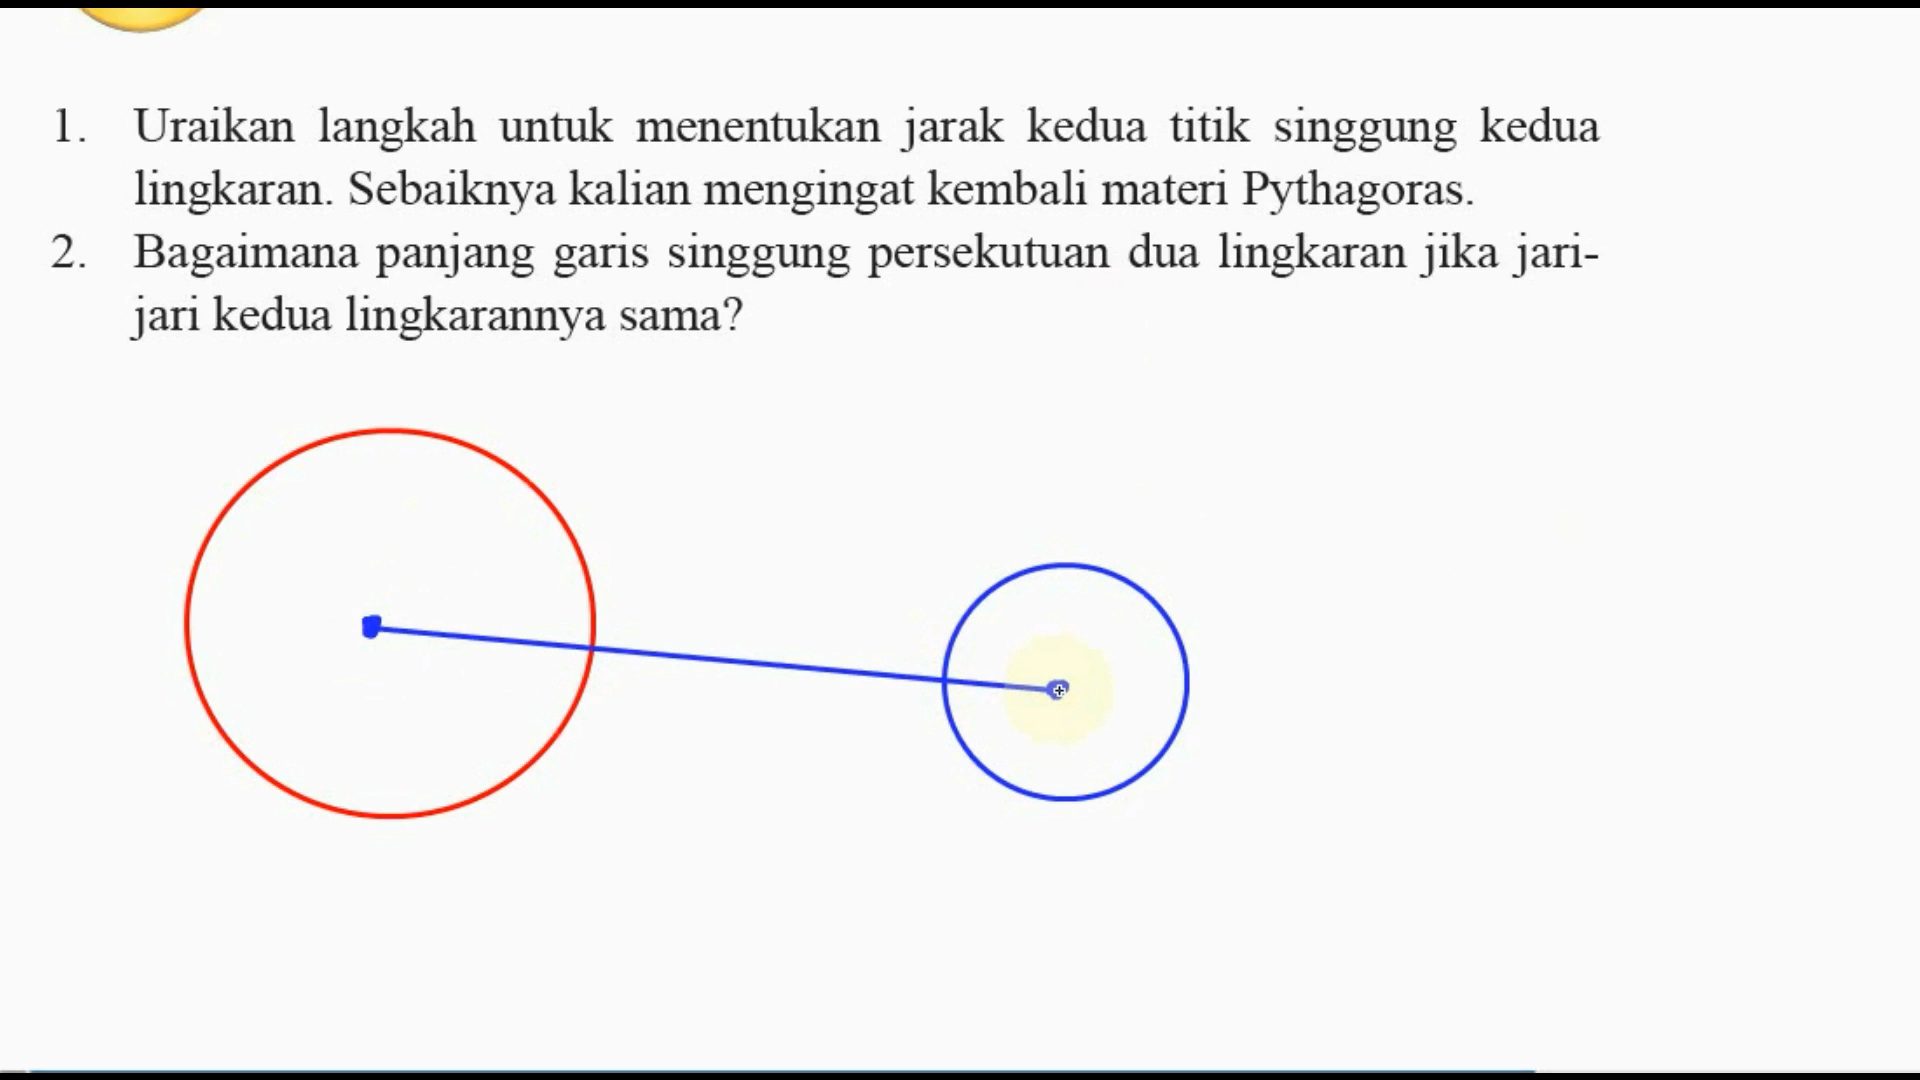 1. Uraikan langkah untuk menentukan jarak kedua titik singgung kedua
lingkaran. Sebaiknya kalian mengingat kembali materi Pythagoras.
2. Bagaimana panjang garis singgung persekutuan dua lingkaran jika jari-
jari kedua lingkarannya sama?